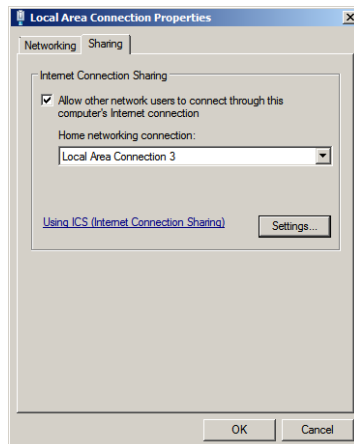 Local Area Connection Properties
Networking
Sharing
Internet Connection Sharing
Allow other network users to connect through this
computer's Internet connection
Home networking connection:
Local Area Connection 3
Using ICS (Internet Connection Sharing)
Settings...
OK
Cancel